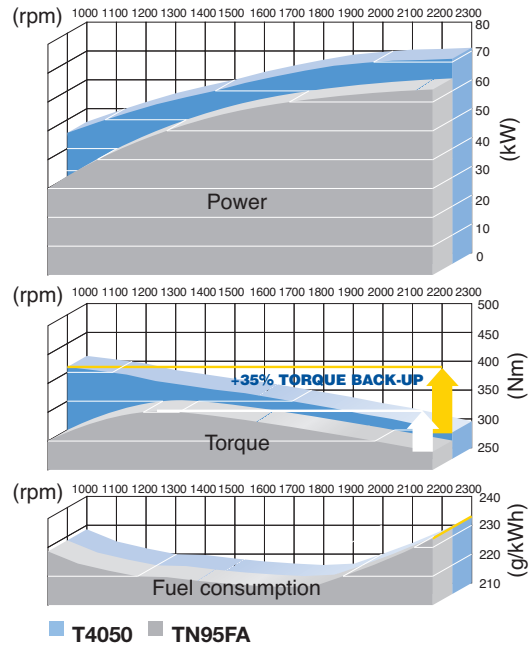 (rpm) 1000 1100 1200 1300 1400 1500 1600 1700 1800 1900 2000 2100 2200 2300
80
70
60
50
40
30
20
10
0
(kW)
Power
(rpm) 1000 1100 1200 1300 1400 1500 1600 1700 1800 1900 2000 2100 2200 2300
500
450
400
350
300
250
(Nm)
+35% TORQUE BACK-UP
Torque
(rpm) 1000 1100 1200 1300 1400 1500 1600 1700 1800 1900 2000 2100 2200 2300
240
230
220
210
(g/kWh)
Fuel consumption
T4050 TN95FA